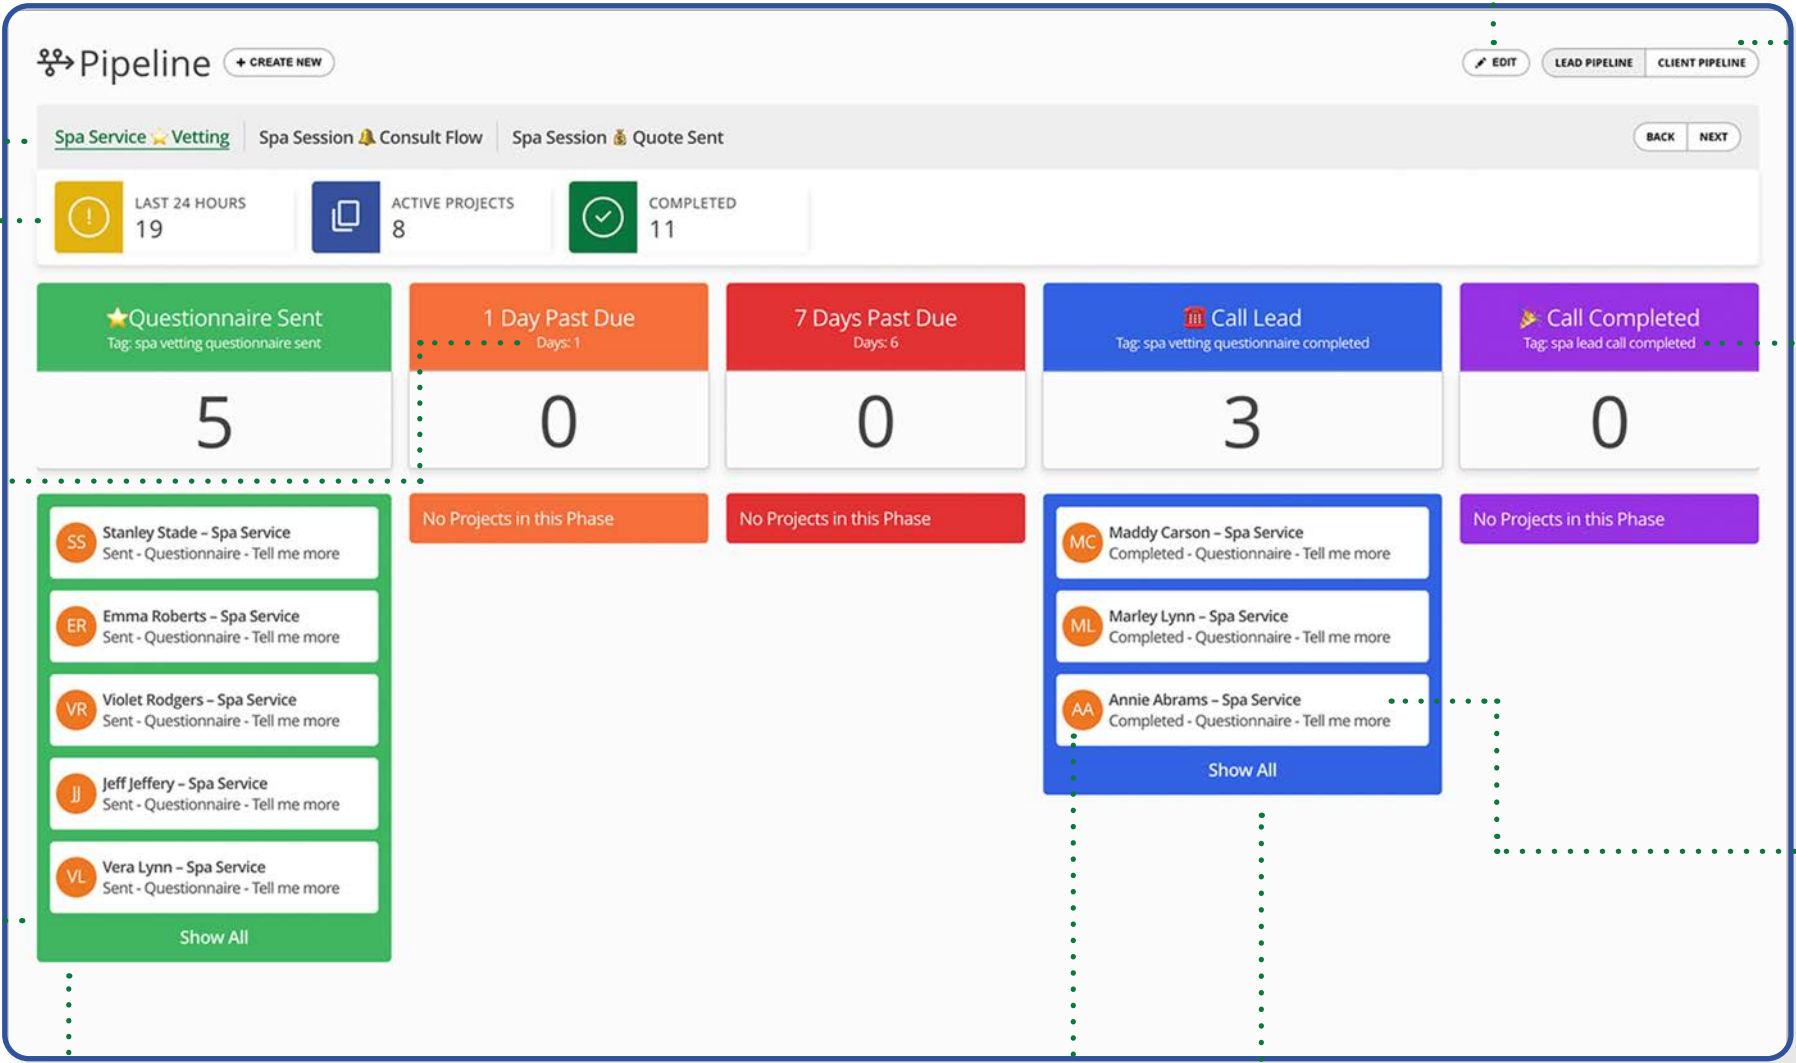 Pipeline
+ CREATE NEW
EDIT
LEAD PIPELINE
CLIENT PIPELINE
Spa Service ⭐ Vetting
Spa Session 🔔 Consult Flow
Spa Session 💰 Quote Sent
BACK
NEXT
LAST 24 HOURS
19
ACTIVE PROJECTS
8
COMPLETED
11
⭐Questionnaire Sent
Tag: spa vetting questionnaire sent
5
1 Day Past Due
Days: 1
0
7 Days Past Due
Days: 6
0
☎️ Call Lead
Tag: spa vetting questionnaire completed
3
🎉 Call Completed
Tag: spa lead call completed
0
SS
Stanley Stade – Spa Service
Sent - Questionnaire - Tell me more
ER
Emma Roberts – Spa Service
Sent - Questionnaire - Tell me more
VR
Violet Rodgers – Spa Service
Sent - Questionnaire - Tell me more
JJ
Jeff Jeffery – Spa Service
Sent - Questionnaire - Tell me more
VL
Vera Lynn – Spa Service
Sent - Questionnaire - Tell me more
Show All
No Projects in this Phase
No Projects in this Phase
MC
Maddy Carson – Spa Service
Completed - Questionnaire - Tell me more
ML
Marley Lynn – Spa Service
Completed - Questionnaire - Tell me more
AA
Annie Abrams – Spa Service
Completed - Questionnaire - Tell me more
Show All
No Projects in this Phase